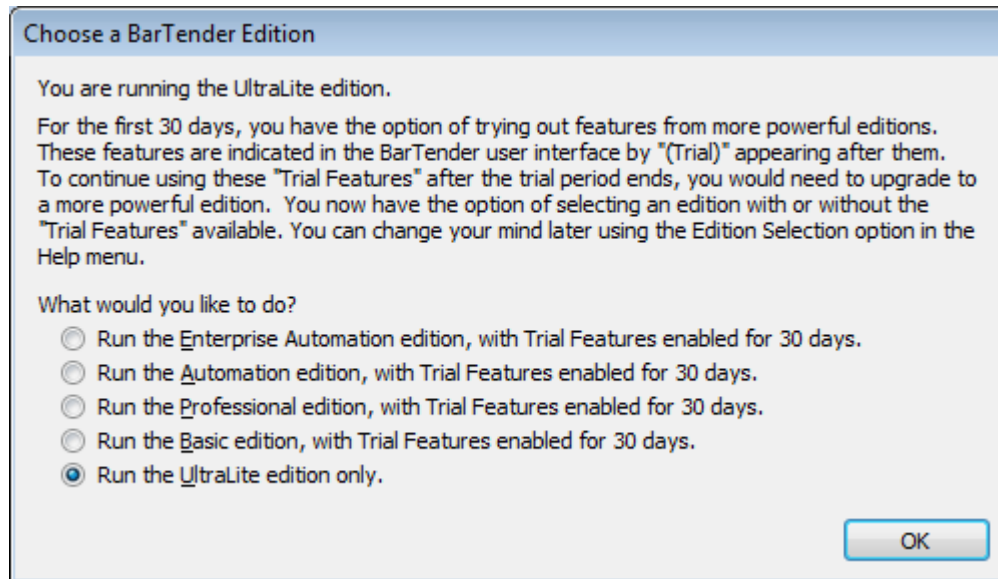 Choose a BarTender Edition
You are running the UltraLite edition.
For the first 30 days, you have the option of trying out features from more powerful editions.
These features are indicated in the BarTender user interface by "(Trial)" appearing after them.
To continue using these "Trial Features" after the trial period ends, you would need to upgrade to
a more powerful edition.  You now have the option of selecting an edition with or without the
"Trial Features" available. You can change your mind later using the Edition Selection option in the
Help menu.
What would you like to do?
Run the Enterprise Automation edition, with Trial Features enabled for 30 days.
Run the Automation edition, with Trial Features enabled for 30 days.
Run the Professional edition, with Trial Features enabled for 30 days.
Run the Basic edition, with Trial Features enabled for 30 days.
Run the UltraLite edition only.
OK